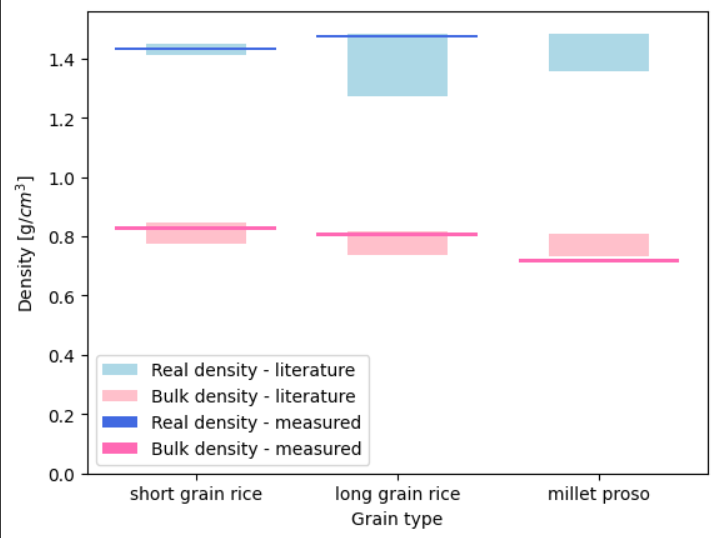 1.4
1.2
1.0
0.8
0.6
0.4
0.2
0.0
Density [g/cm³]
Real density - literature
Bulk density - literature
Real density - measured
Bulk density - measured
short grain rice
long grain rice
millet proso
Grain type